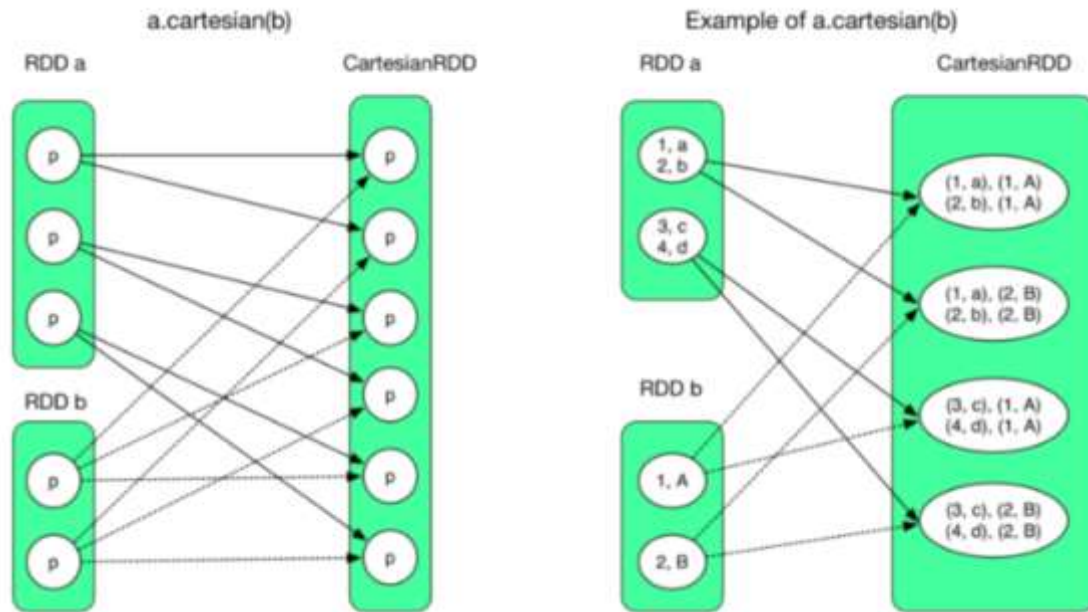 a.cartesian(b)
RDD a
CartesianRDD
p
p
p
p
p
p
RDD b
p
p
p
p
p
Example of a.cartesian(b)
RDD a
CartesianRDD
1, a
2, b
3, c
4, d
RDD b
1, A
2, B
(1, a), (1, A)
(2, b), (1, A)
(1, a), (2, B)
(2, b), (2, B)
(3, c), (1, A)
(4, d), (1, A)
(3, c), (2, B)
(4, d), (2, B)